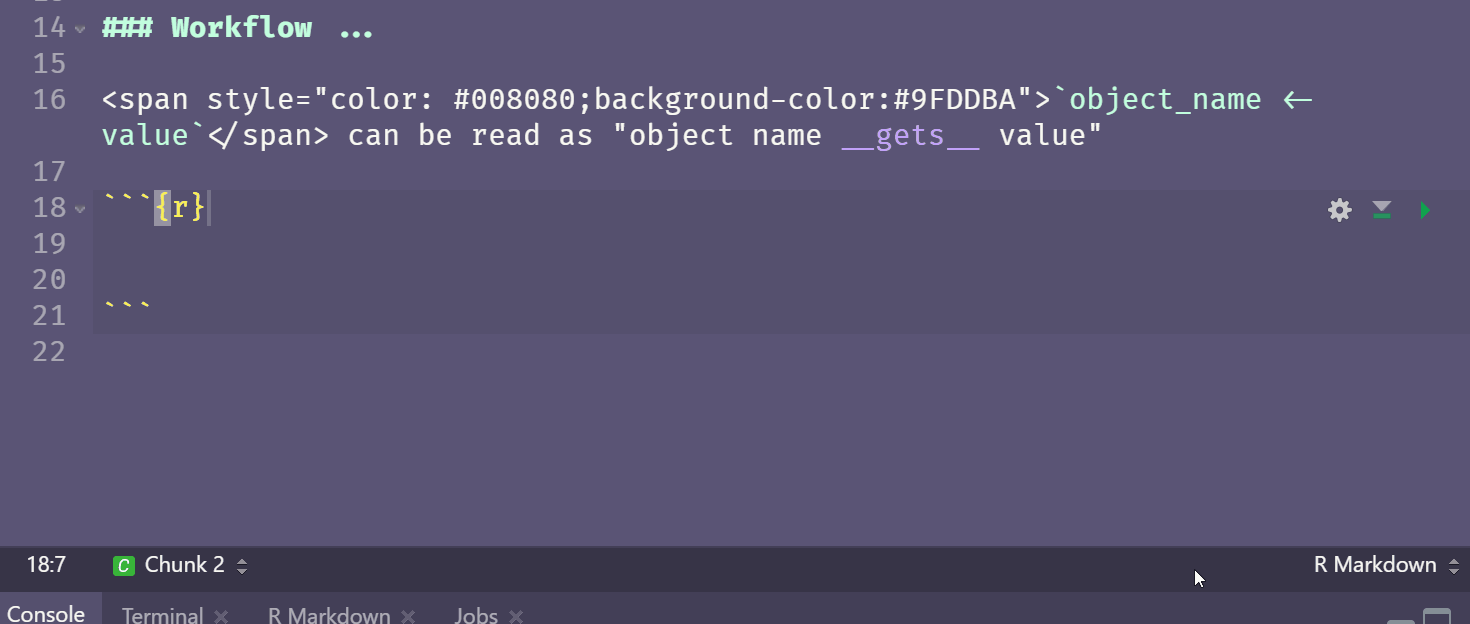 14 ### Workflow ...
15
16 <span style="color: #008080;background-color:#9FDDBA">`object_name <-
value`</span> can be read as "object name __gets__ value"
17
18 ```{r}
19
20
21 ```
22
18:7 C Chunk 2 R Markdown
Console Terminal R Markdown Jobs